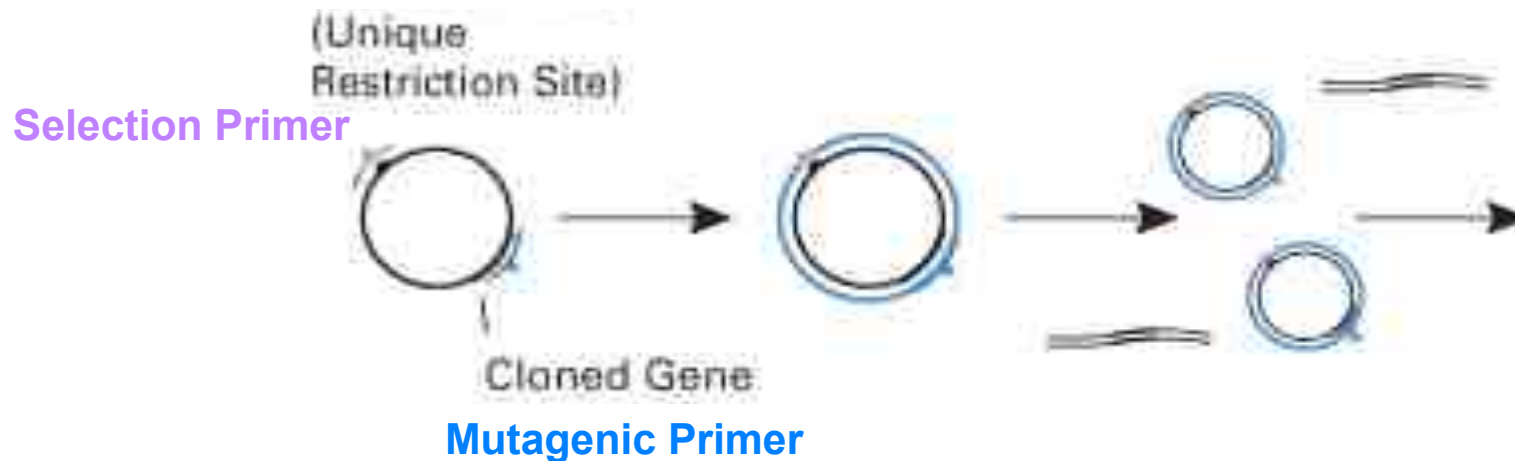 (Unique
Restriction Site)
Selection Primer
Cloned Gene
Mutagenic Primer